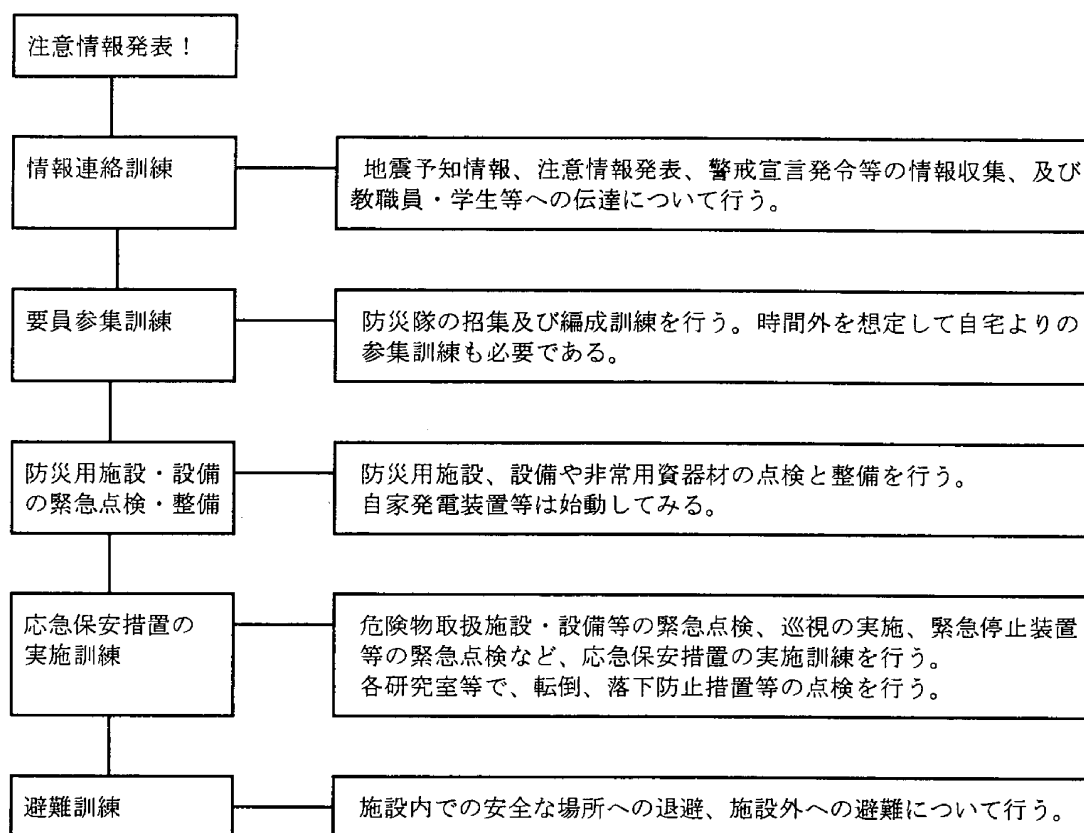 注意情報発表!
情報連絡訓練
地震予知情報、注意情報発表、警戒宣言発令等の情報収集、及び
教職員・学生等への伝達について行う。
要員参集訓練
防災隊の招集及び編成訓練を行う。時間外を想定して自宅よりの
参集訓練も必要である。
防災用施設・設備
の緊急点検・整備
防災用施設、設備や非常用資器材の点検と整備を行う。
自家発電装置等は始動してみる。
応急保安措置の
実施訓練
危険物取扱施設・設備等の緊急点検、巡視の実施、緊急停止装置
等の緊急点検など、応急保安措置の実施訓練を行う。
各研究室等で、転倒、落下防止措置等の点検を行う。
避難訓練
施設内での安全な場所への退避、施設外への避難について行う。